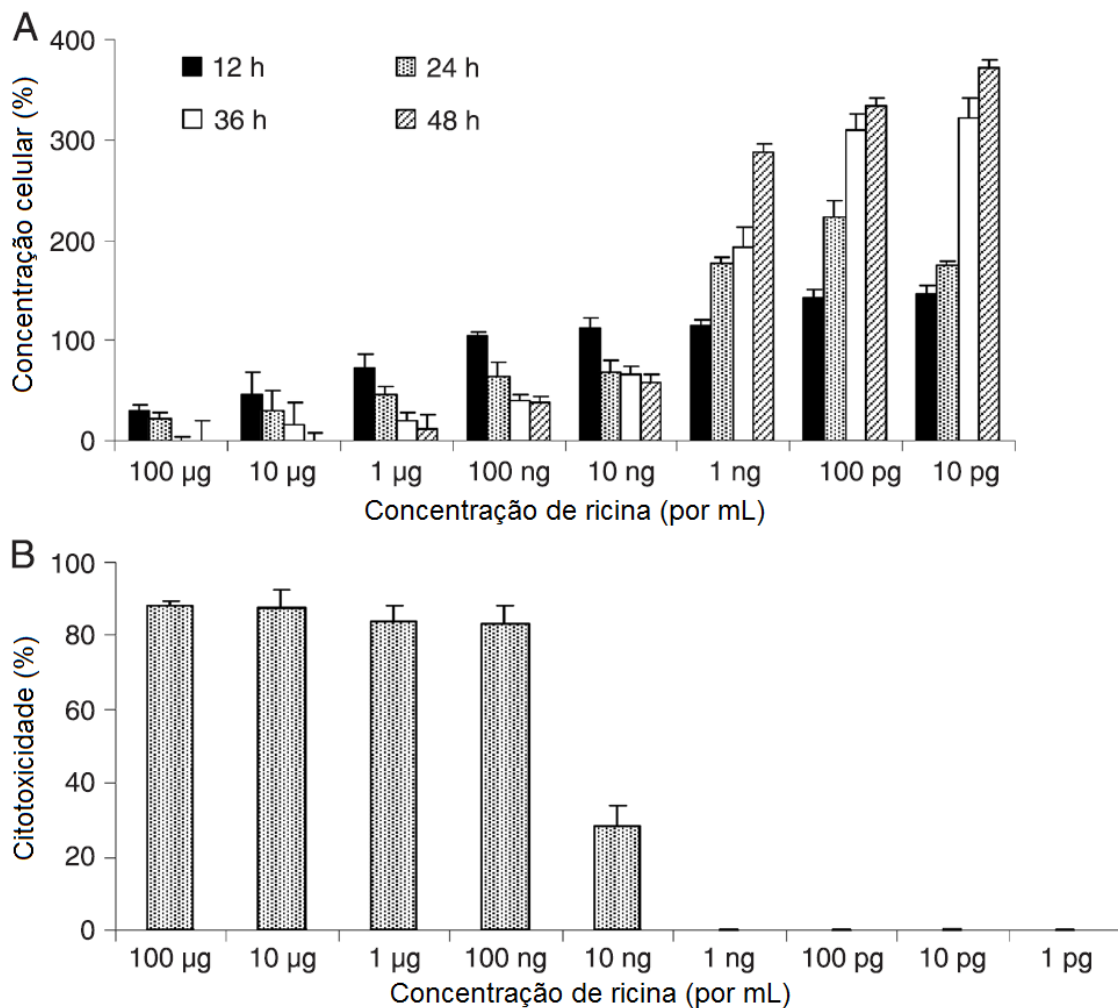 A
400
300
200
100
0
Concentração celular (%)
12 h
24 h
36 h
48 h
100 µg 10 µg 1 µg 100 ng 10 ng 1 ng 100 pg 10 pg
Concentração de ricina (por mL)
B
100
80
60
40
20
0
Citotoxicidade (%)
100 µg 10 µg 1 µg 100 ng 10 ng 1 ng 100 pg 10 pg 1 pg
Concentração de ricina (por mL)